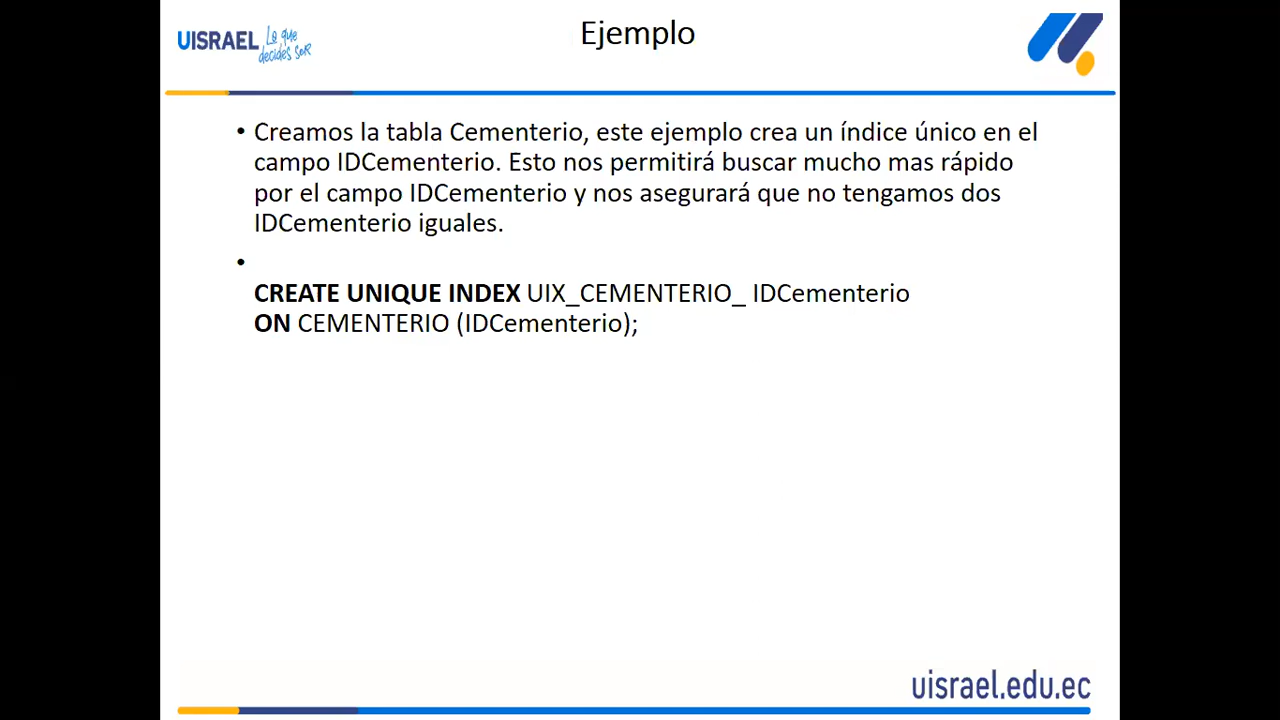 UISRAEL Lo que
decides seR
Ejemplo
• Creamos la tabla Cementerio, este ejemplo crea un índice único en el
campo IDCementerio. Esto nos permitirá buscar mucho mas rápido
por el campo IDCementerio y nos asegurará que no tengamos dos
IDCementerio iguales.
•
CREATE UNIQUE INDEX UIX_CEMENTERIO_ IDCementerio
ON CEMENTERIO (IDCementerio);
uisrael.edu.ec